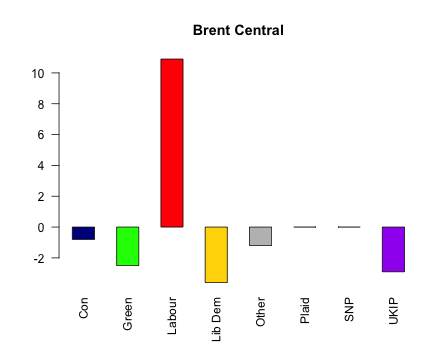 Brent Central
10
8
6
4
2
0
-2
Con
Green
Labour
Lib Dem
Other
Plaid
SNP
UKIP